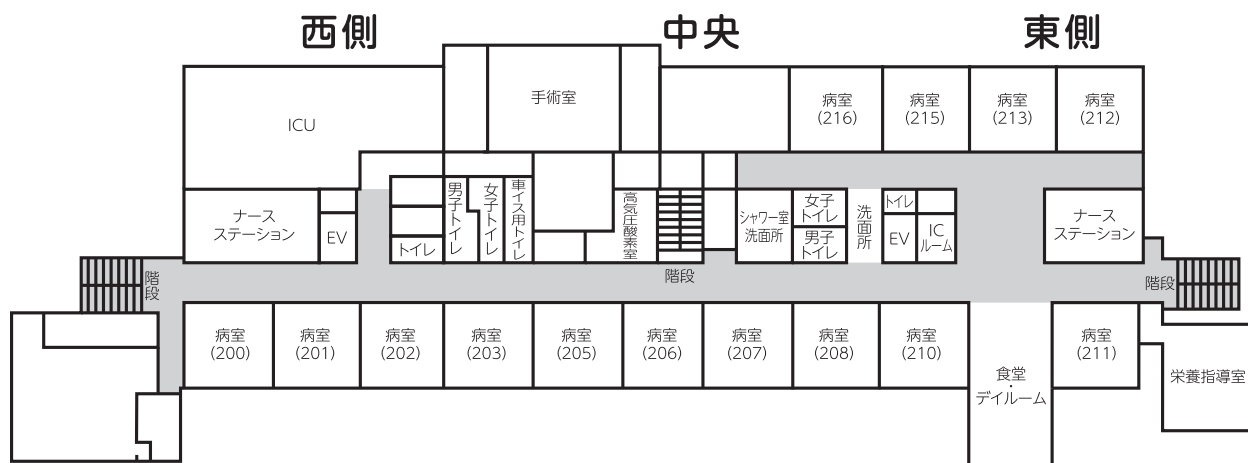 西側
中央
東側
手術室
ICU
病室
(216)
病室
(215)
病室
(213)
病室
(212)
ナース
ステーション
EV
トイレ
男子トイレ
女子トイレ
車イス用トイレ
高気圧酸素室
シャワー室
洗面所
女子
トイレ
男子
トイレ
洗面所
トイレ
EV
IC
ルーム
ナース
ステーション
階段
階段
階段
病室
(200)
病室
(201)
病室
(202)
病室
(203)
病室
(205)
病室
(206)
病室
(207)
病室
(208)
病室
(210)
食堂
・
デイルーム
病室
(211)
栄養指導室